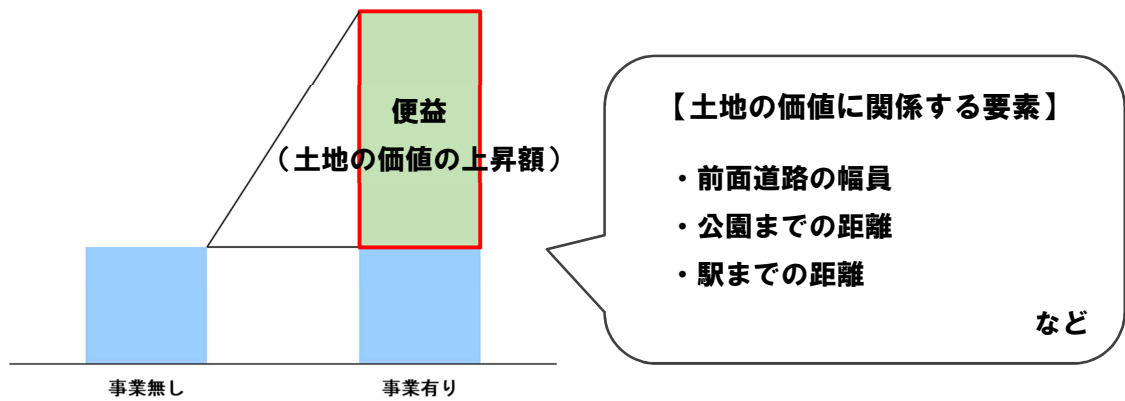 便益
（土地の価値の上昇額）
事業無し
事業有り
【土地の価値に関係する要素】
・前面道路の幅員
・公園までの距離
・駅までの距離
など